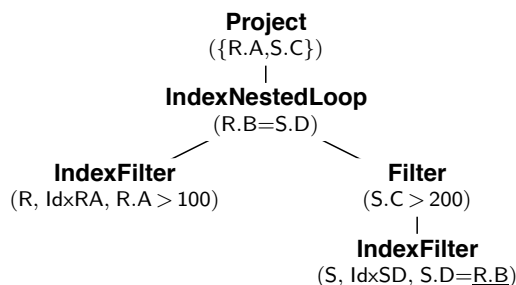 Project
({R.A,S.C})
IndexNestedLoop
(R.B=S.D)
IndexFilter
(R, IdxRA, R.A > 100)
Filter
(S.C > 200)
IndexFilter
(S, IdxSD, S.D=R.B)